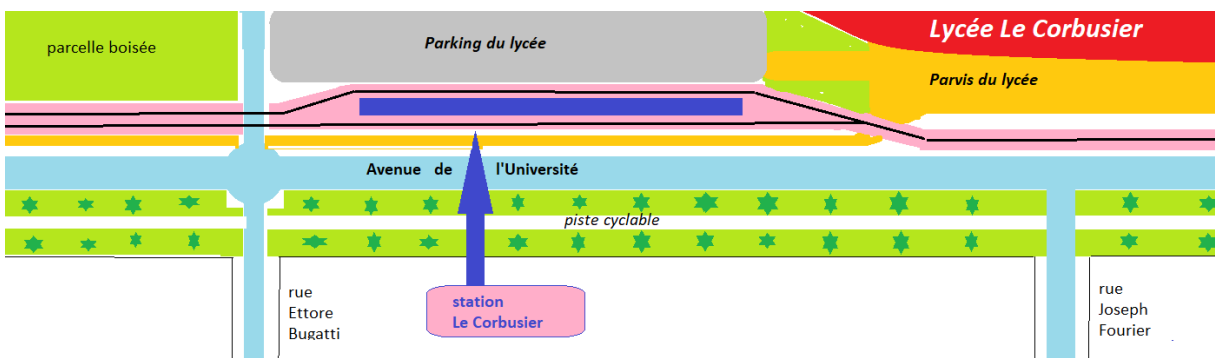 Lycée Le Corbusier
parcelle boisée
Parking du lycée
Parvis du lycée
Avenue de l'Université
piste cyclable
station
Le Corbusier
rue
Ettore
Bugatti
rue
Joseph
Fourier